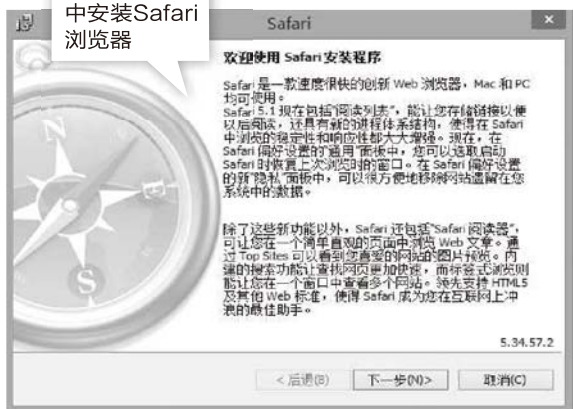 中安装Safari
浏览器
Safari
欢迎使用 Safari 安装程序
Safari 是一款速度很快的创新 Web 浏览器，Mac 和 PC
均可使用。
Safari 5.1 现在包括“阅读列表”，能让您存储链接以便
以后阅读，还具有新的进程体系结构，使得在 Safari
中浏览的稳定性和响应性都大大增强。现在，在
Safari 偏好设置的“通用”面板中，您可以选取启动
Safari 时恢复上次浏览时的窗口。在 Safari 偏好设置
的新“隐私”面板中，可以很方便地移除网站遗留在您
系统中的数据。
除了这些新功能以外，Safari 还包括“Safari 阅读器”，
可让您在一个简单直观的页面中浏览 Web 文章。通
过 Top Sites 可以看到您喜爱的网站的图片预览。内
建的搜索功能让查找网页更加快速，而标签式浏览则
能让您在一个窗口中查看多个网站。领先支持 HTML5
及其他 Web 标准，使得 Safari 成为您在互联网上冲
浪的最佳助手。
N
E
S
5.34.57.2
< 后退(B)
下一步(N)>
取消(C)